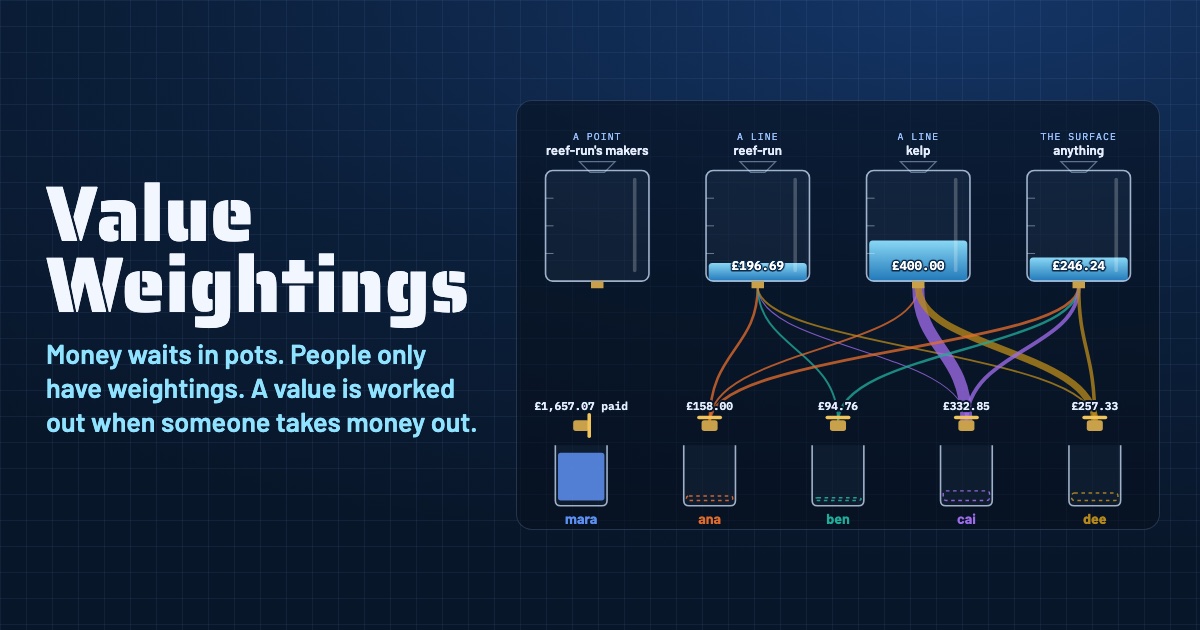 Value
Weightings
Money waits in pots. People only
have weightings. A value is worked
out when someone takes money out.
A POINT
reef-run's makers
A LINE
reef-run
A LINE
kelp
THE SURFACE
anything
£196.69
£400.00
£246.24
£1,657.07 paid
£158.00
£94.76
£332.85
£257.33
mara
ana
ben
cai
dee